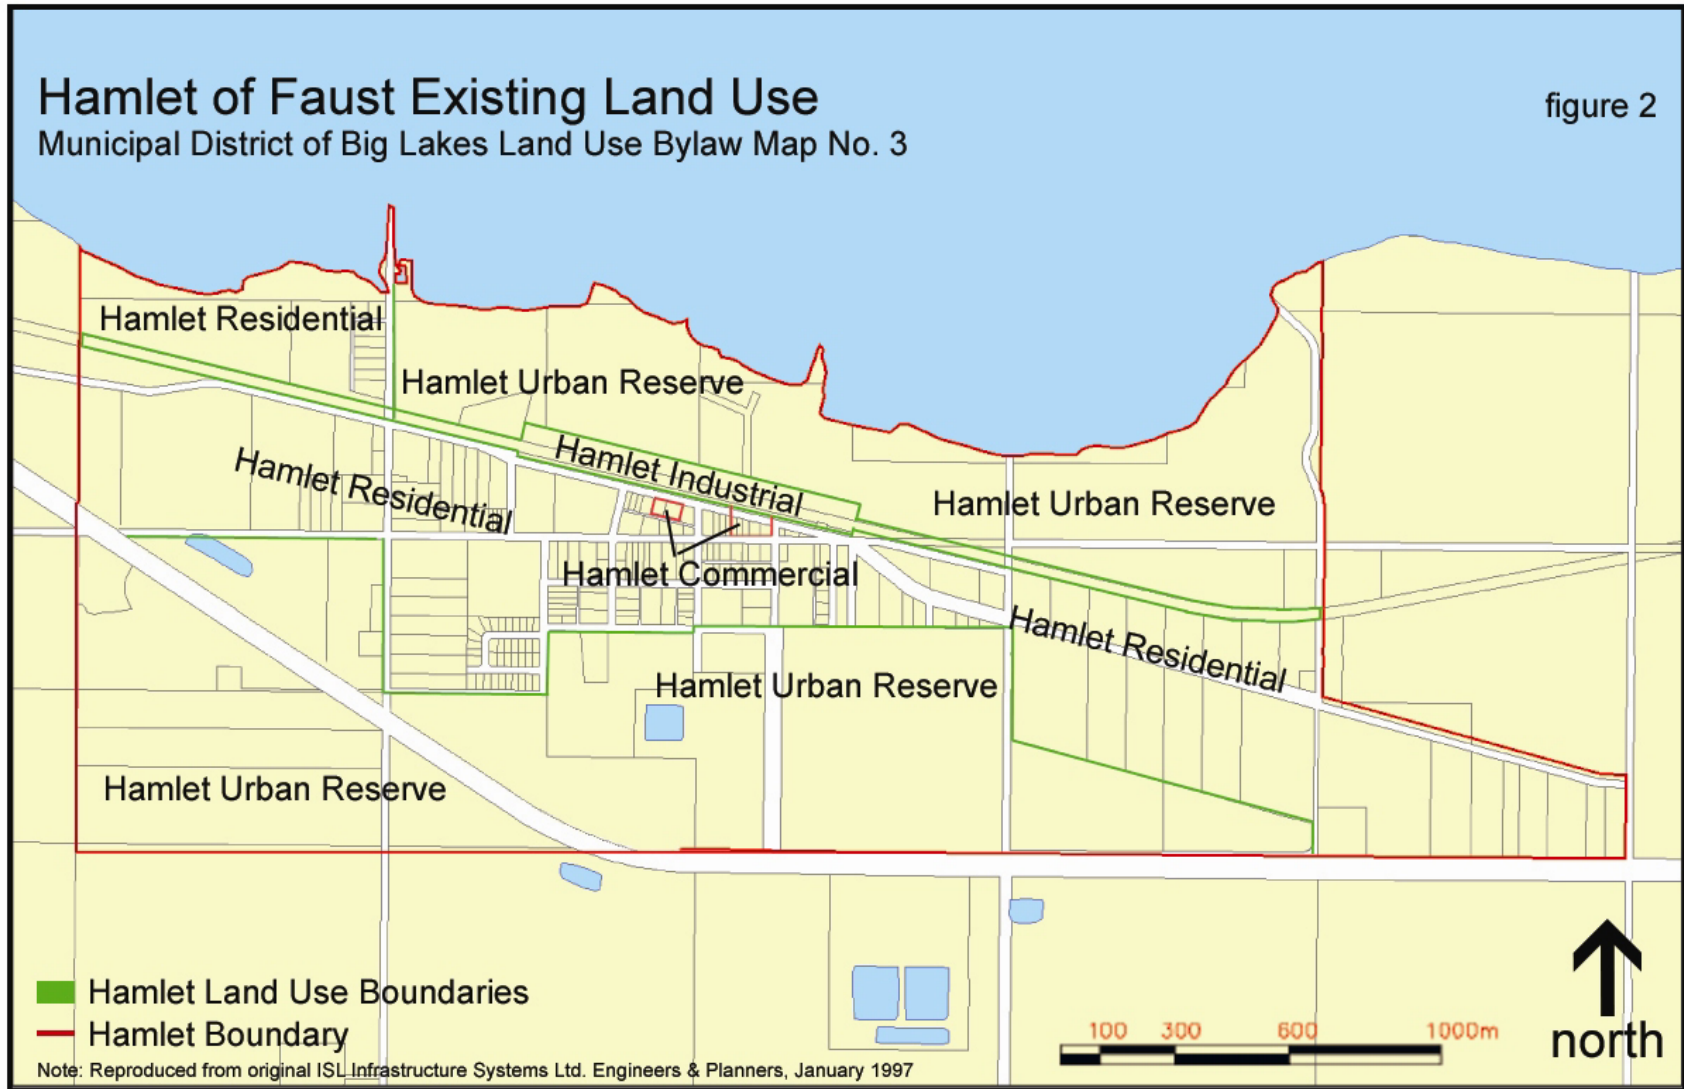 Hamlet of Faust Existing Land Use
figure 2
Municipal District of Big Lakes Land Use Bylaw Map No. 3
Hamlet Residential
Hamlet Urban Reserve
Hamlet Industrial
Hamlet Residential
Hamlet Urban Reserve
Hamlet Commercial
Hamlet Residential
Hamlet Urban Reserve
Hamlet Urban Reserve
Hamlet Land Use Boundaries
Hamlet Boundary
100 300 600 1000m
north
Note: Reproduced from original ISL Infrastructure Systems Ltd. Engineers & Planners, January 1997